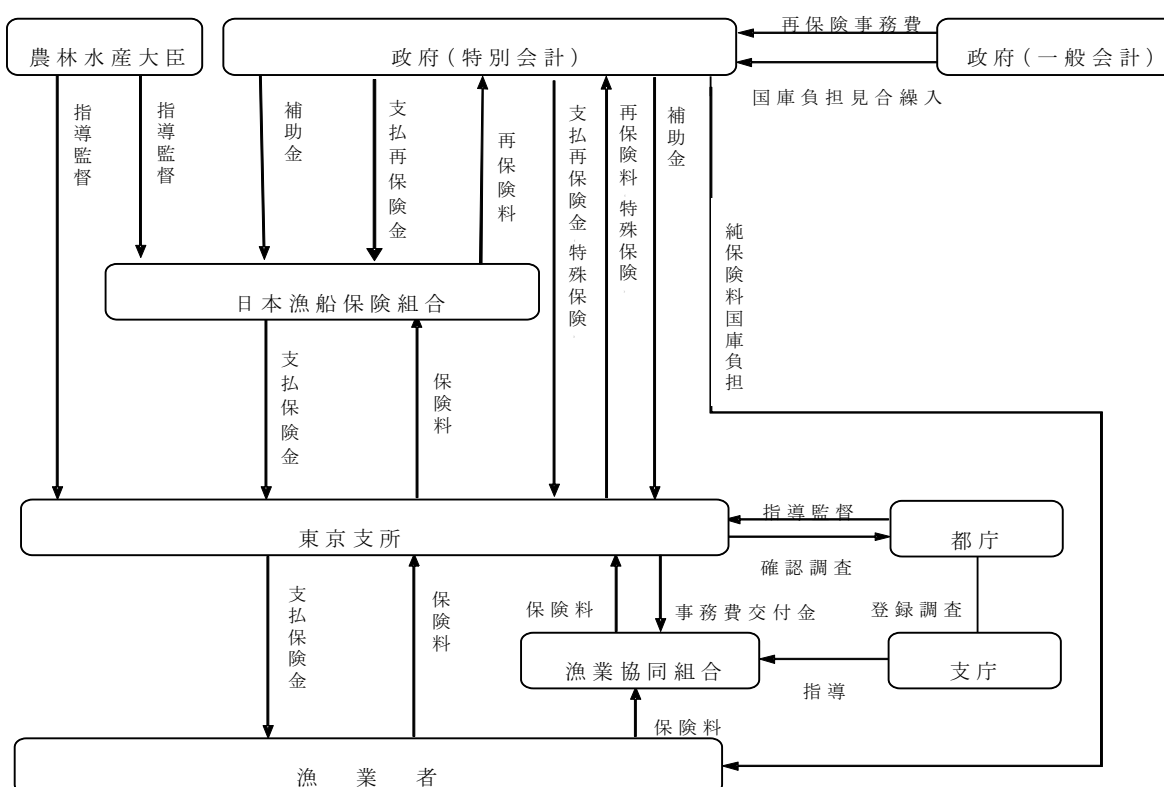 農林水産大臣
政府(特別会計)
再保険事務費
政府(一般会計)
国庫負担見合繰入
指導監督
指導監督
補助金
支払再保険金
再保険料
支払再保険金 特殊保険
再保険料 特殊保険
補助金
純保険料国庫負担
日本漁船保険組合
支払保険金
保険料
東京支所
指導監督
都庁
確認調査
支払保険金
保険料
保険料
事務費交付金
登録調査
漁業協同組合
支庁
指導
保険料
漁業者